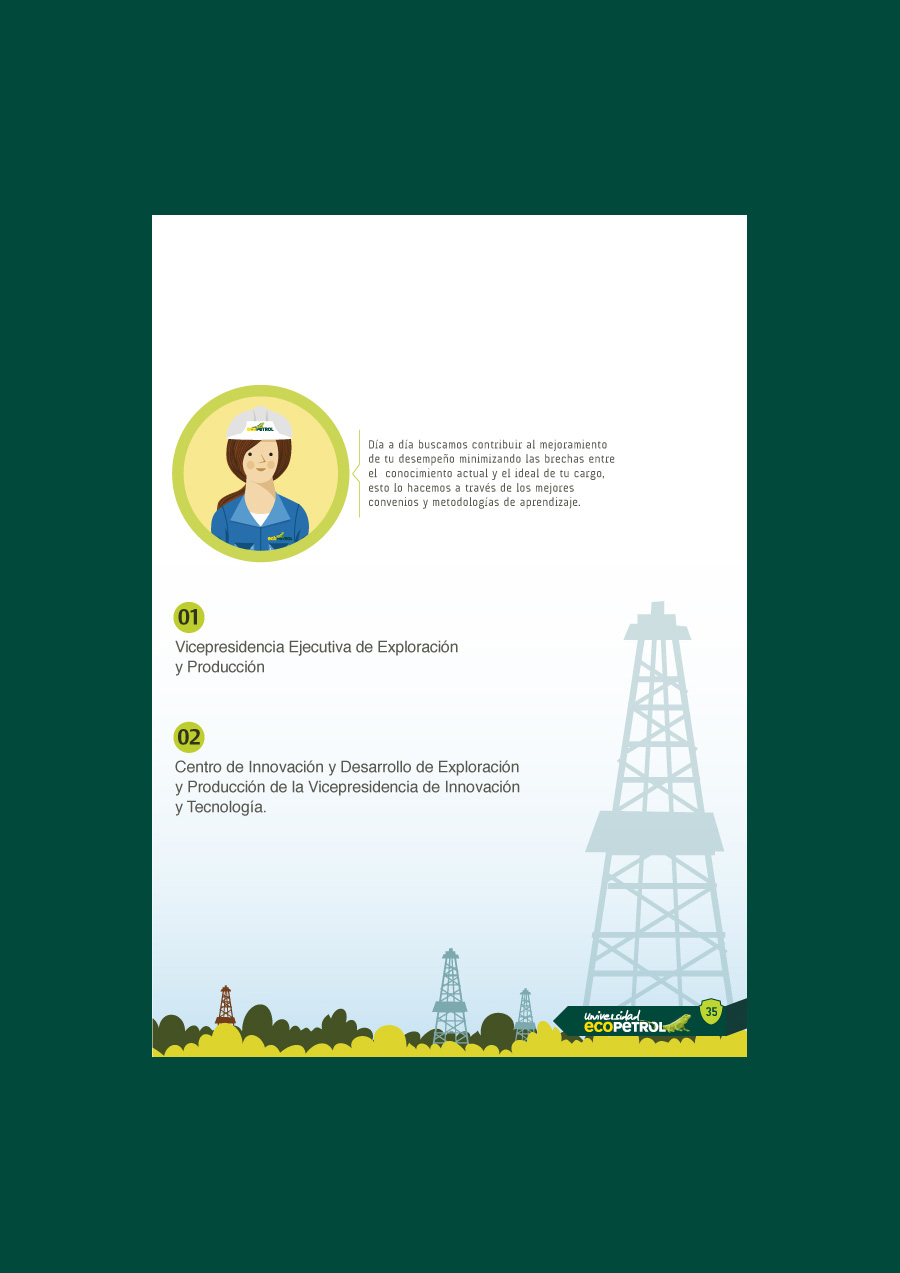 ecoPETROL
ecoPETROL
Día a día buscamos contribuir al mejoramiento
de tu desempeño minimizando las brechas entre
el  conocimiento actual y el ideal de tu cargo,
esto lo hacemos a través de los mejores
convenios y metodologías de aprendizaje.
01
Vicepresidencia Ejecutiva de Exploración
y Producción
02
Centro de Innovación y Desarrollo de Exploración
y Producción de la Vicepresidencia de Innovación
y Tecnología.
universidad
ecoPETROL
35